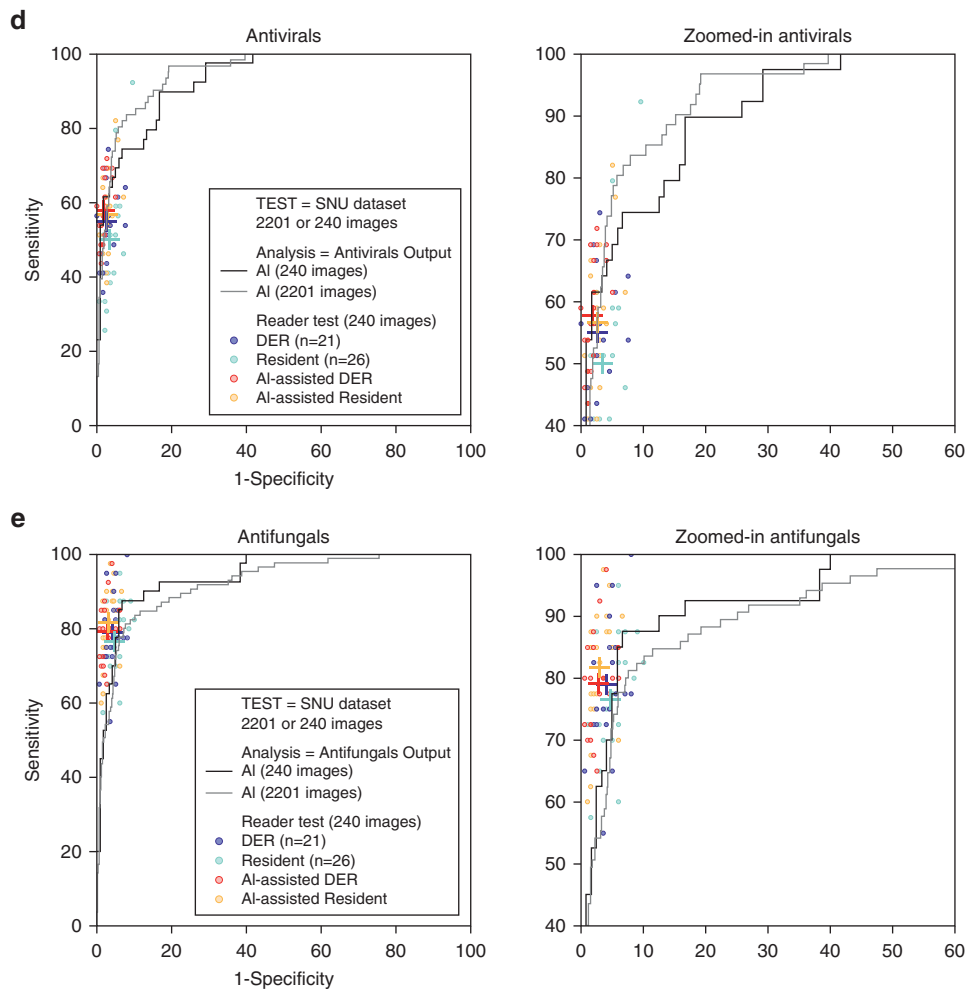 d
Antivirals
Zoomed-in antivirals
100
80
60
40
20
0
Sensitivity
TEST = SNU dataset
2201 or 240 images
Analysis = Antivirals Output
AI (240 images)
AI (2201 images)
Reader test (240 images)
DER (n=21)
Resident (n=26)
AI-assisted DER
AI-assisted Resident
0 20 40 60 80 100
1-Specificity
100
90
80
70
60
50
40
0 10 20 30 40 50 60
e
Antifungals
Zoomed-in antifungals
100
80
60
40
20
0
Sensitivity
TEST = SNU dataset
2201 or 240 images
Analysis = Antifungals Output
AI (240 images)
AI (2201 images)
Reader test (240 images)
DER (n=21)
Resident (n=26)
AI-assisted DER
AI-assisted Resident
0 20 40 60 80 100
1-Specificity
100
90
80
70
60
50
40
0 10 20 30 40 50 60